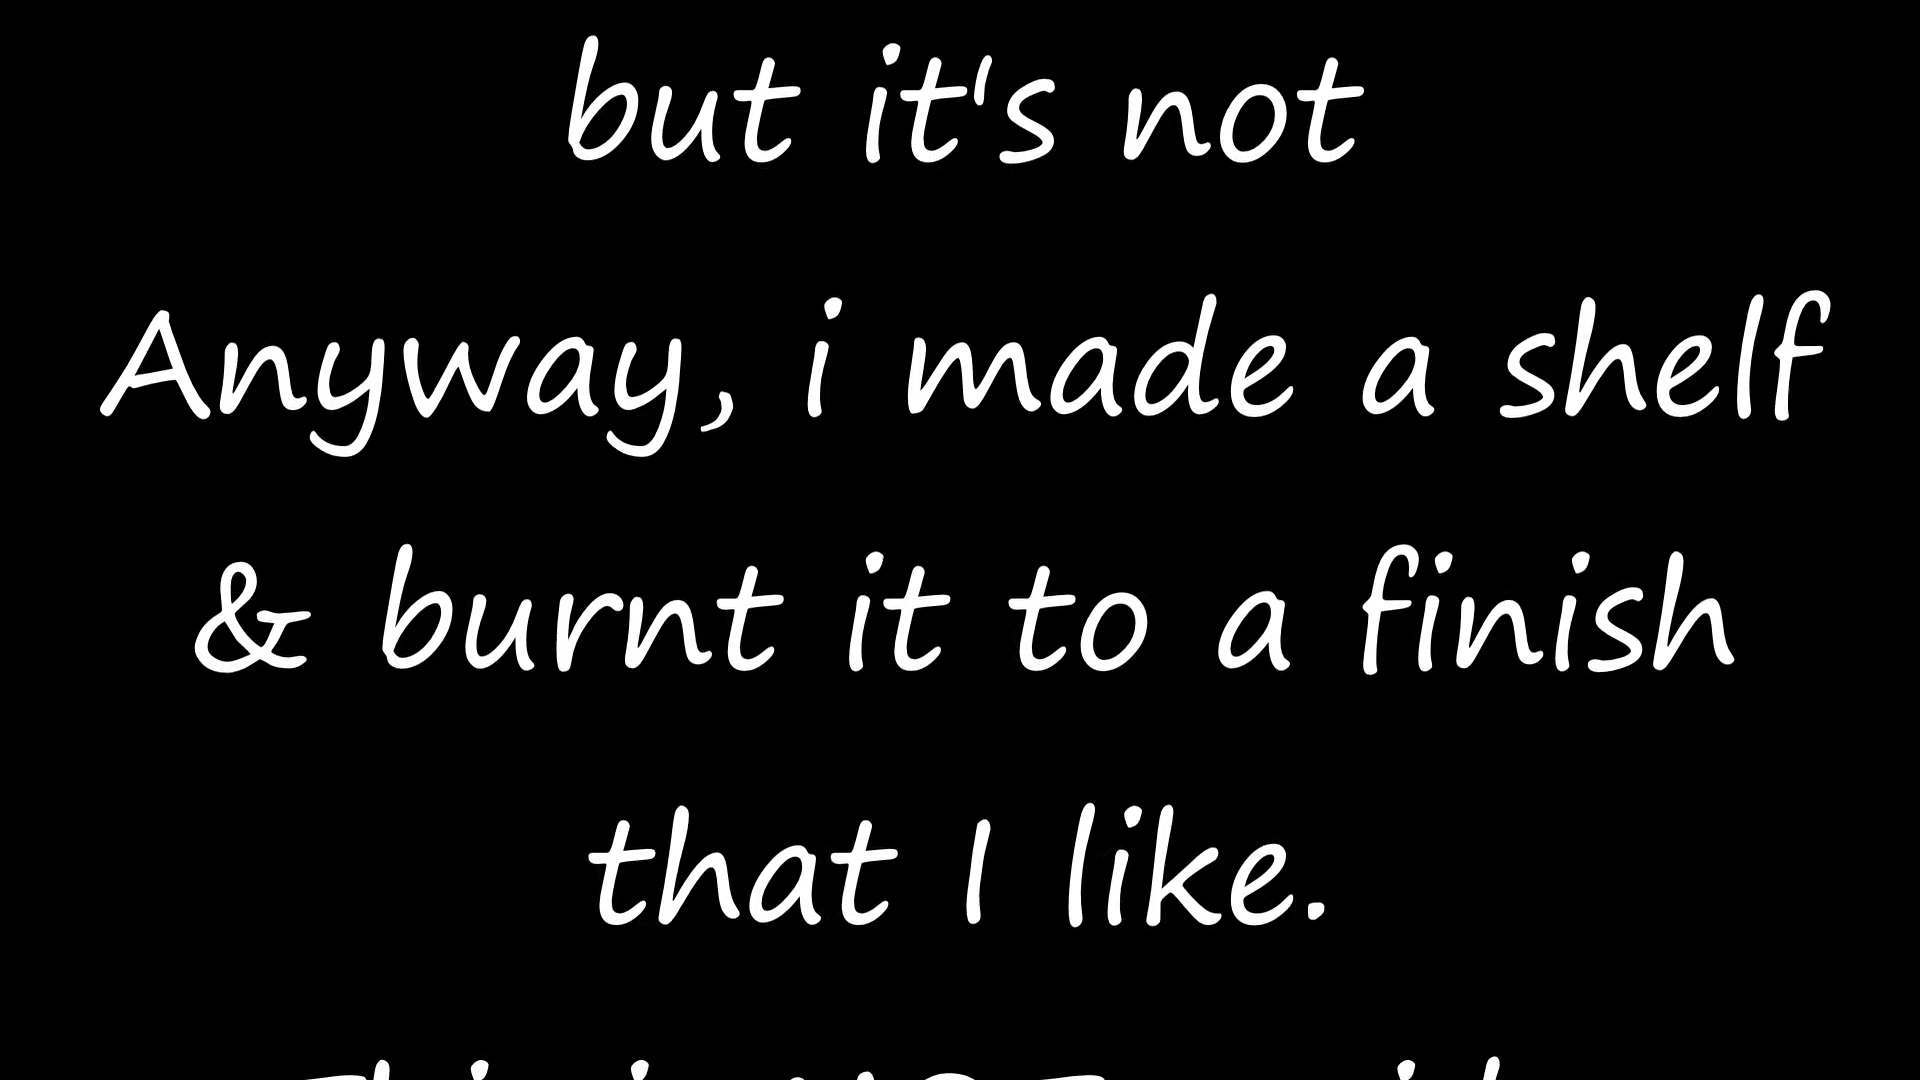 but it's not
Anyway, i made a shelf
& burnt it to a finish
that I like.